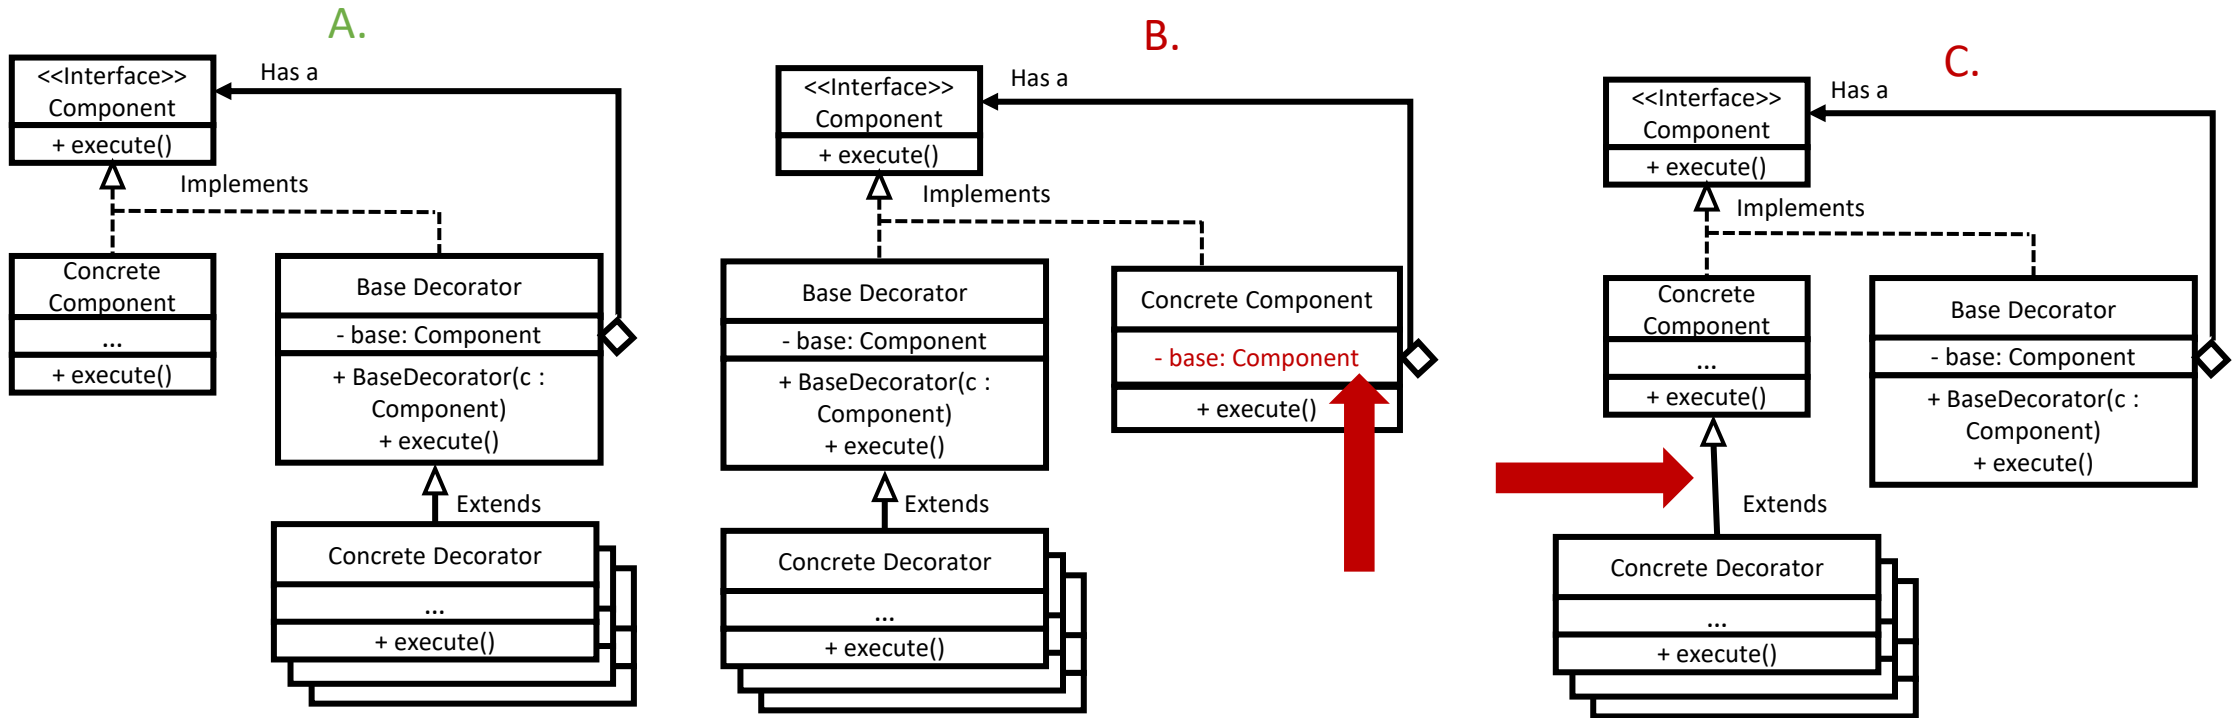 A.
<<Interface>>
Component
+ execute()
Has a
Implements
Concrete
Component
...
+ execute()
Base Decorator
- base: Component
+ BaseDecorator(c :
Component)
+ execute()
Extends
Concrete Decorator
...
+ execute()
B.
<<Interface>>
Component
+ execute()
Has a
Implements
Base Decorator
- base: Component
+ BaseDecorator(c :
Component)
+ execute()
Concrete Component
- base: Component
+ execute()
Extends
Concrete Decorator
...
+ execute()
C.
<<Interface>>
Component
+ execute()
Has a
Implements
Concrete
Component
...
+ execute()
Base Decorator
- base: Component
+ BaseDecorator(c :
Component)
+ execute()
Extends
Concrete Decorator
...
+ execute()